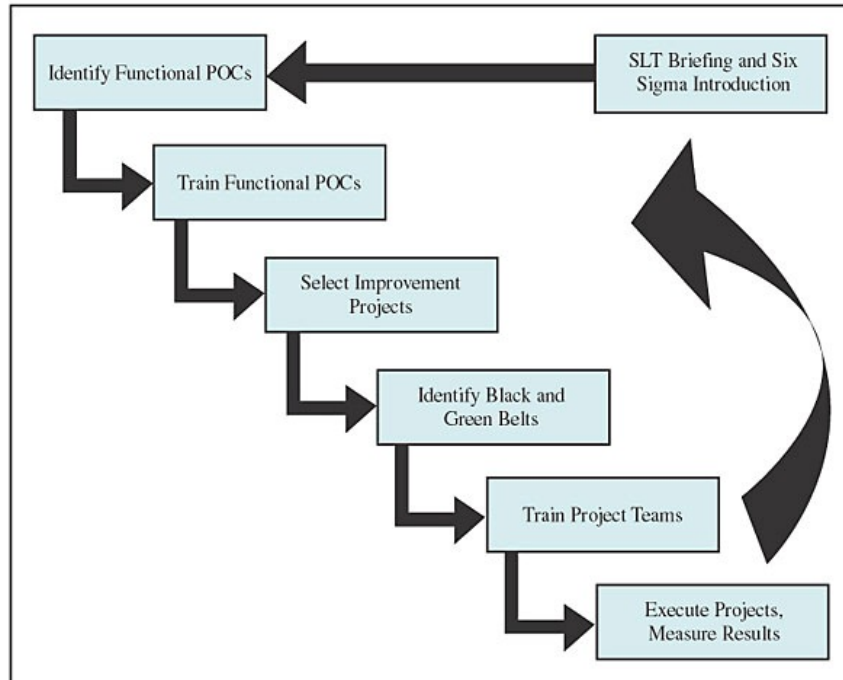 Identify Functional POCs
SLT Briefing and Six
Sigma Introduction
Train Functional POCs
Select Improvement
Projects
Identify Black and
Green Belts
Train Project Teams
Execute Projects,
Measure Results